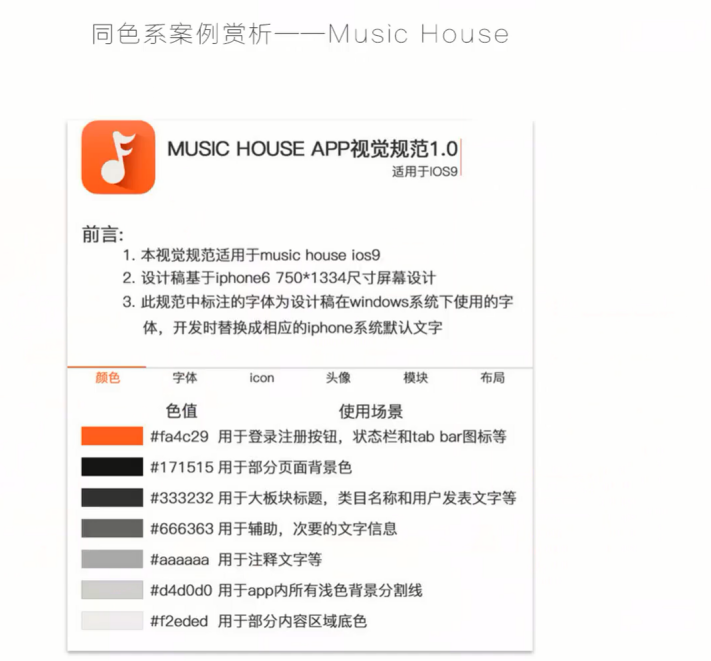 同色系案例赏析——Music House
MUSIC HOUSE APP视觉规范1.0
适用于IOS9
前言:
1. 本视觉规范适用于music house ios9
2. 设计稿基于iphone6 750*1334尺寸屏幕设计
3. 此规范中标注的字体为设计稿在windows系统下使用的字
体，开发时替换成相应的iphone系统默认文字
颜色 字体 icon 头像 模块 布局
色值 使用场景
#fa4c29 用于登录注册按钮，状态栏和tab bar图标等
#171515 用于部分页面背景色
#333232 用于大板块标题，类目名称和用户发表文字等
#666363 用于辅助，次要的文字信息
#aaaaaa 用于注释文字等
#d4d0d0 用于app内所有浅色背景分割线
#f2eded 用于部分内容区域底色